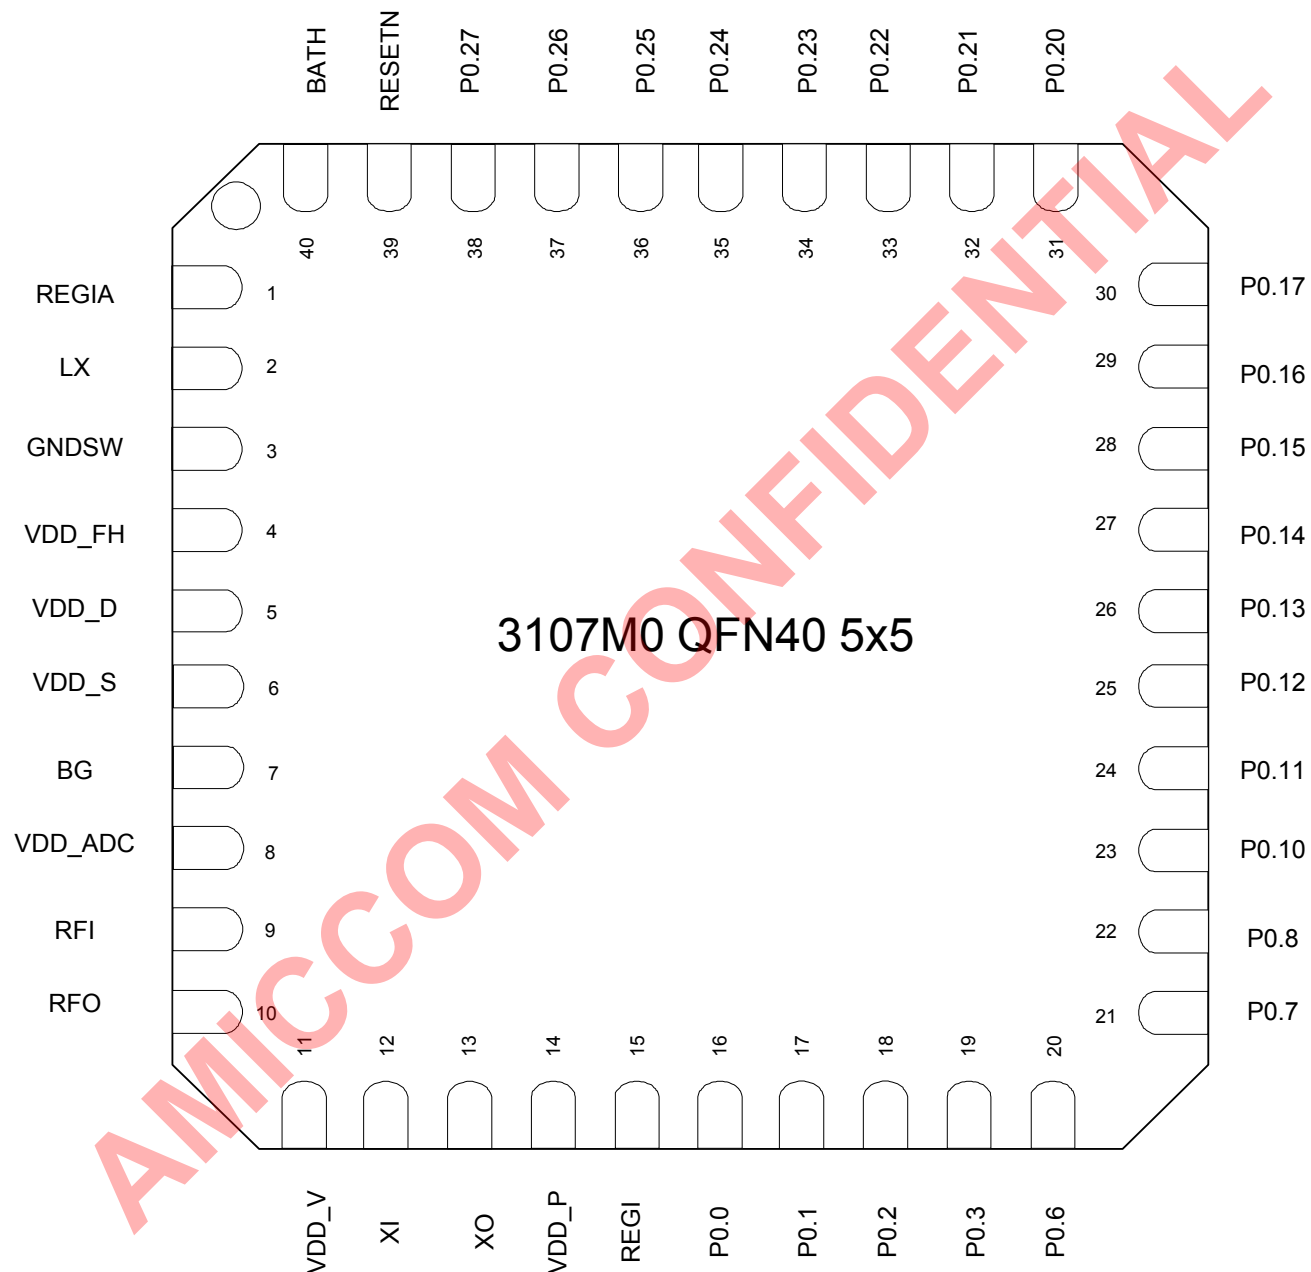 BATH RESETN P0.27 P0.26 P0.25 P0.24 P0.23 P0.22 P0.21 P0.20
40 39 38 37 36 35 34 33 32 31
REGIA 1 30 P0.17
LX 2 29 P0.16
GNDSW 3 28 P0.15
VDD_FH 4 27 P0.14
VDD_D 5 26 P0.13
3107M0 QFN40 5x5
VDD_S 6 25 P0.12
BG 7 24 P0.11
VDD_ADC 8 23 P0.10
RFI 9 22 P0.8
RFO 10 21 P0.7
11 12 13 14 15 16 17 18 19 20
VDD_V XI XO VDD_P REGI P0.0 P0.1 P0.2 P0.3 P0.6
AMICCOM CONFIDENTIAL